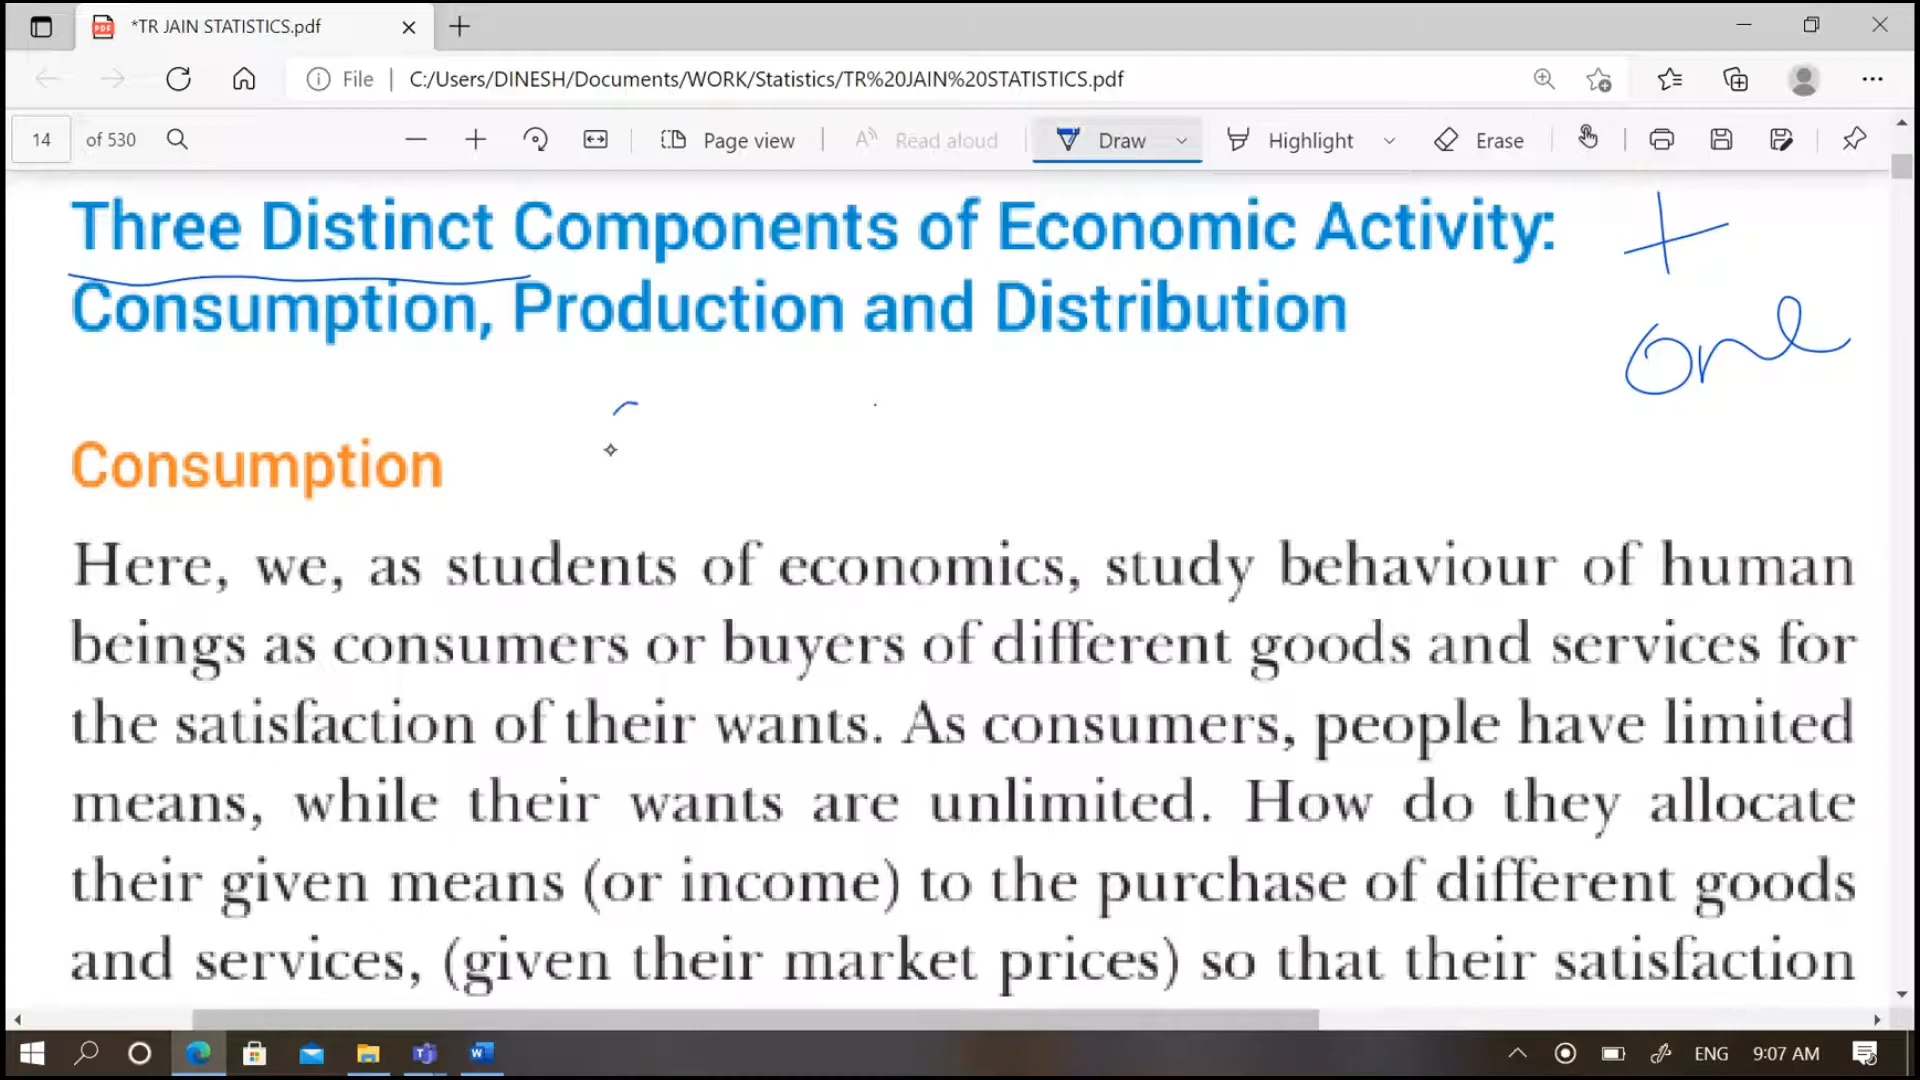 *TR JAIN STATISTICS.pdf
File | C:/Users/DINESH/Documents/WORK/Statistics/TR%20JAIN%20STATISTICS.pdf
14 of 530 Page view Read aloud Draw Highlight Erase
Three Distinct Components of Economic Activity: +
Consumption, Production and Distribution one
Consumption
Here, we, as students of economics, study behaviour of human
beings as consumers or buyers of different goods and services for
the satisfaction of their wants. As consumers, people have limited
means, while their wants are unlimited. How do they allocate
their given means (or income) to the purchase of different goods
and services, (given their market prices) so that their satisfaction
ENG 9:07 AM